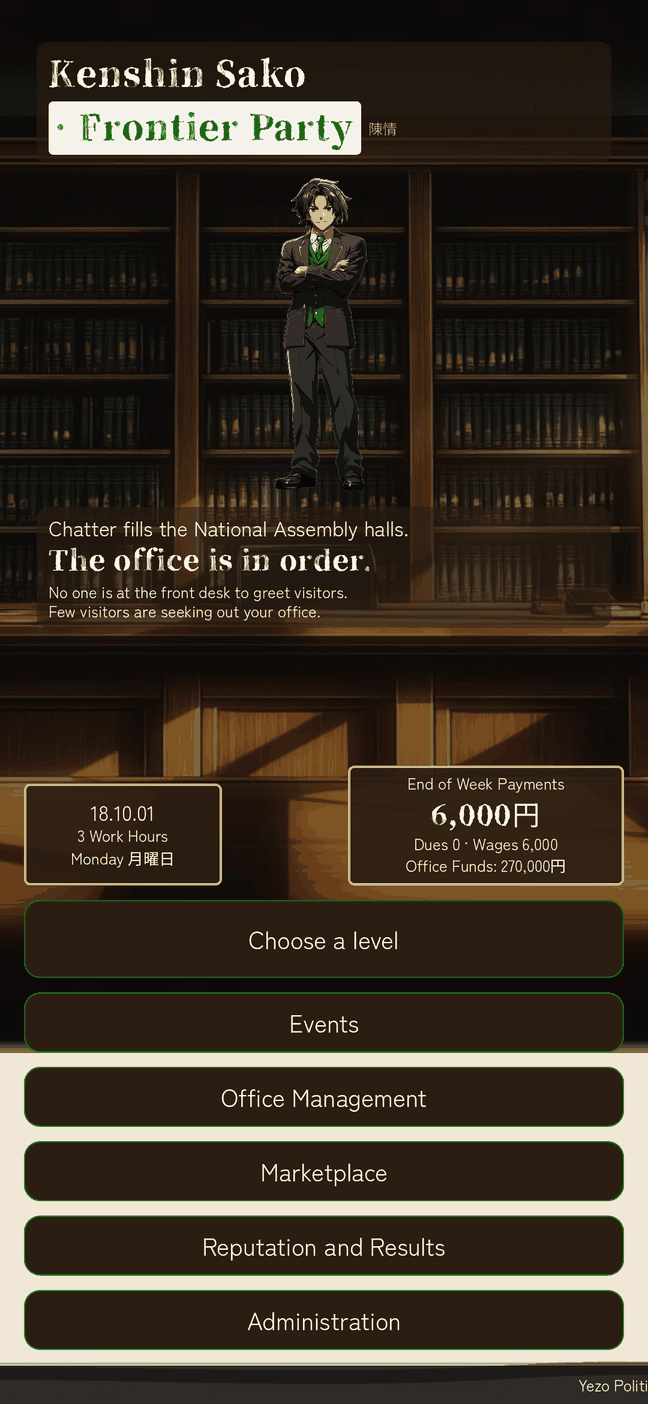 Kenshin Sako
· Frontier Party 陳情
Chatter fills the National Assembly halls.
The office is in order.
No one is at the front desk to greet visitors.
Few visitors are seeking out your office.
18.10.01
3 Work Hours
Monday 月曜日
End of Week Payments
6,000円
Dues 0 · Wages 6,000
Office Funds: 270,000円
Choose a level
Events
Office Management
Marketplace
Reputation and Results
Administration
Yezo Politi